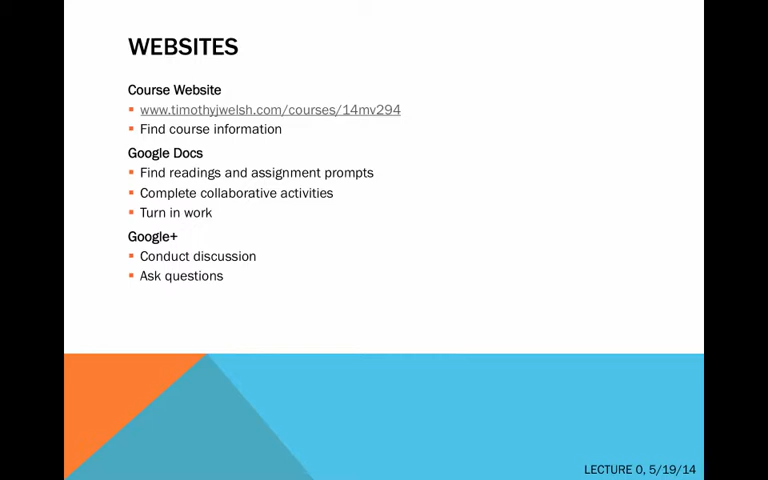 WEBSITES
Course Website
▪ www.timothyjwelsh.com/courses/14mv294
▪ Find course information
Google Docs
▪ Find readings and assignment prompts
▪ Complete collaborative activities
▪ Turn in work
Google+
▪ Conduct discussion
▪ Ask questions
LECTURE 0, 5/19/14